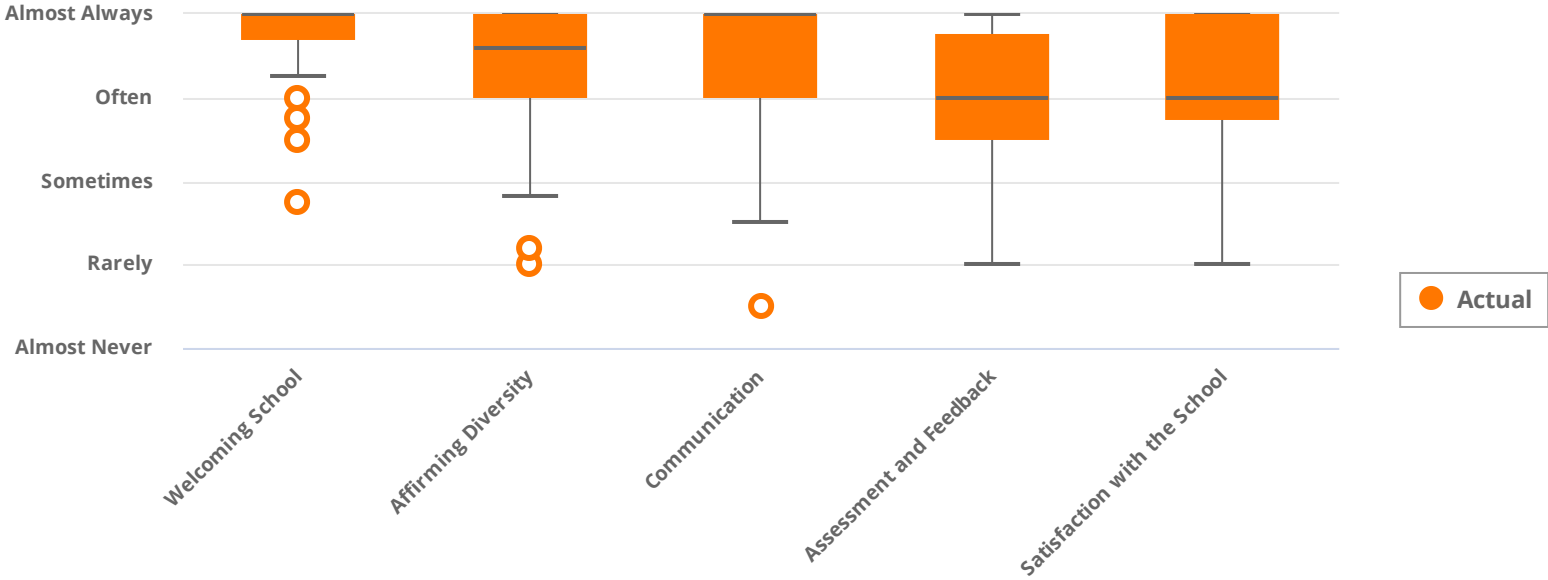 Almost Always
Often
Sometimes
Rarely
Almost Never
Welcoming School
Affirming Diversity
Communication
Assessment and Feedback
Satisfaction with the School
Actual